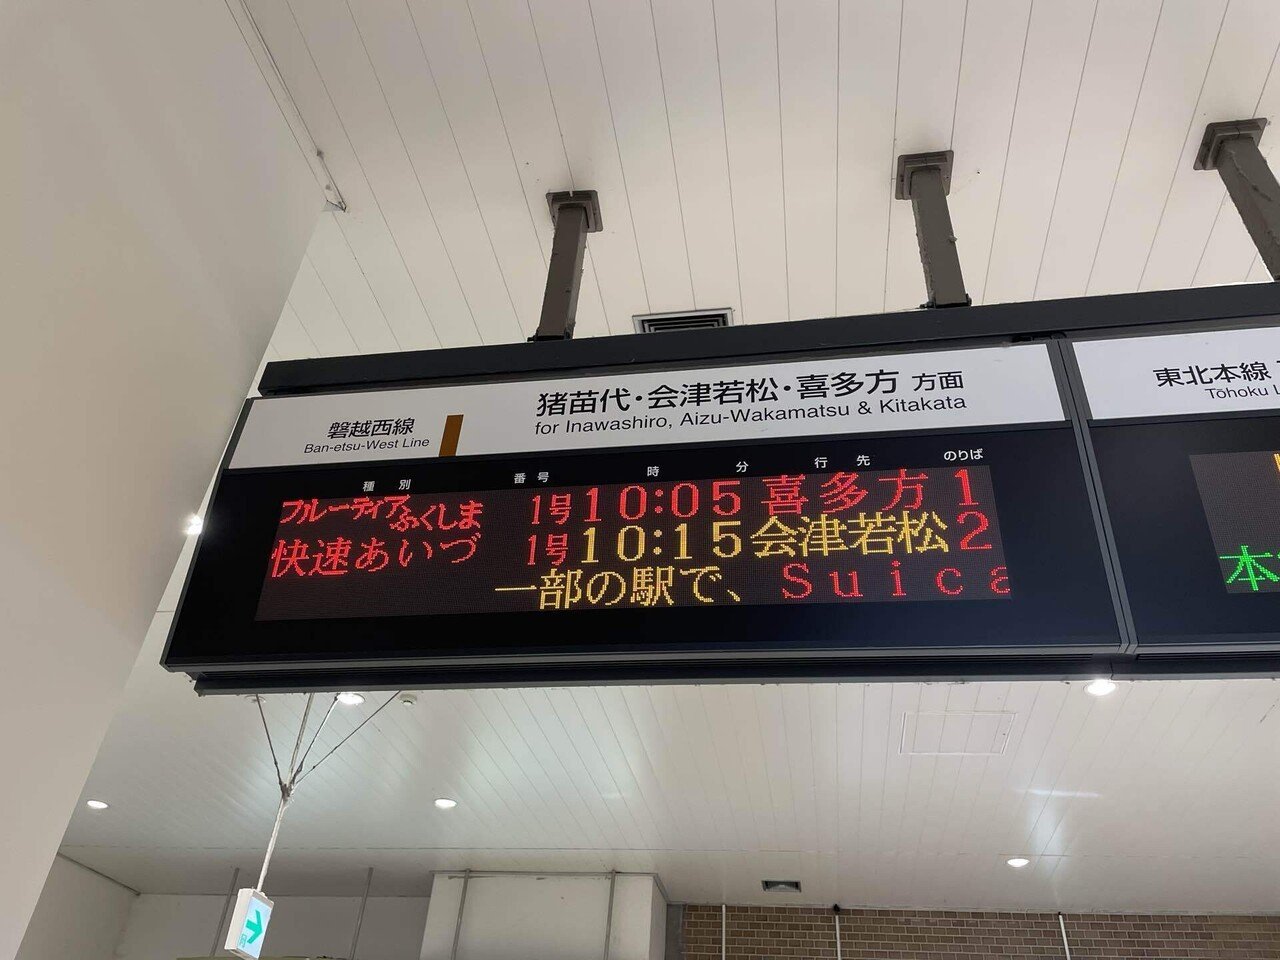 磐越西線
Ban-etsu-West Line
猪苗代・会津若松・喜多方 方面
for Inawashiro, Aizu-Wakamatsu & Kitakata
東北本線
Tōhoku
種別 番号 時 分 行先 のりば
フルーティアふくしま 1号 10:05 喜多方 1
快速あいづ 1号 10:15 会津若松 2
一部の駅で、Suica
本